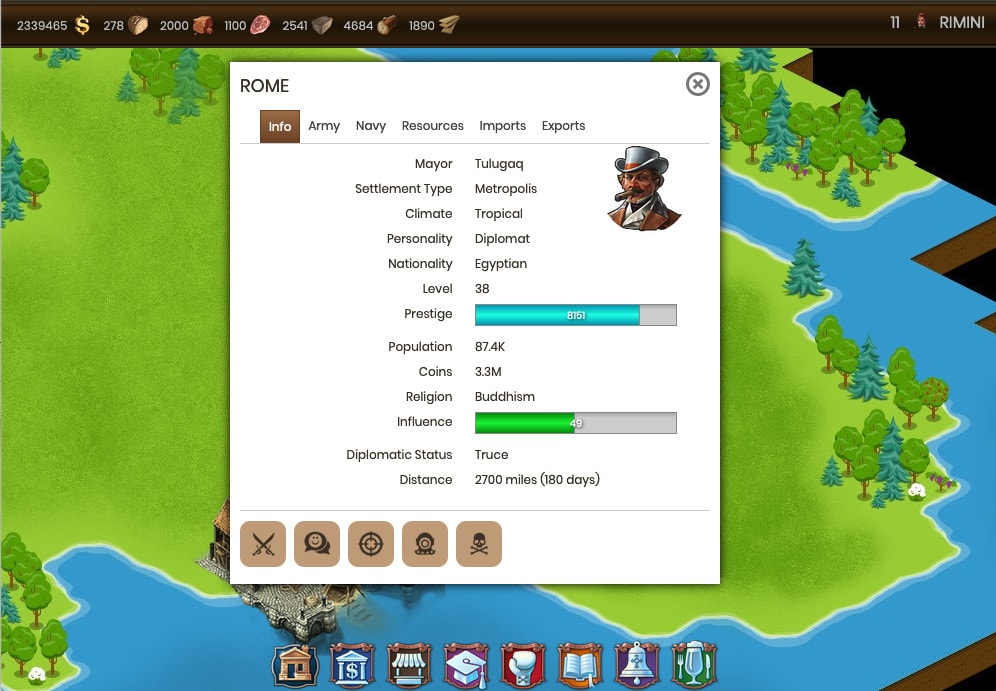 2339465 278 2000 1100 2541 4684 1890 11 RIMINI
ROME
Info Army Navy Resources Imports Exports
Mayor Tulugaq
Settlement Type Metropolis
Climate Tropical
Personality Diplomat
Nationality Egyptian
Level 38
Prestige 8151
Population 87.4K
Coins 3.3M
Religion Buddhism
Influence 49
Diplomatic Status Truce
Distance 2700 miles (180 days)